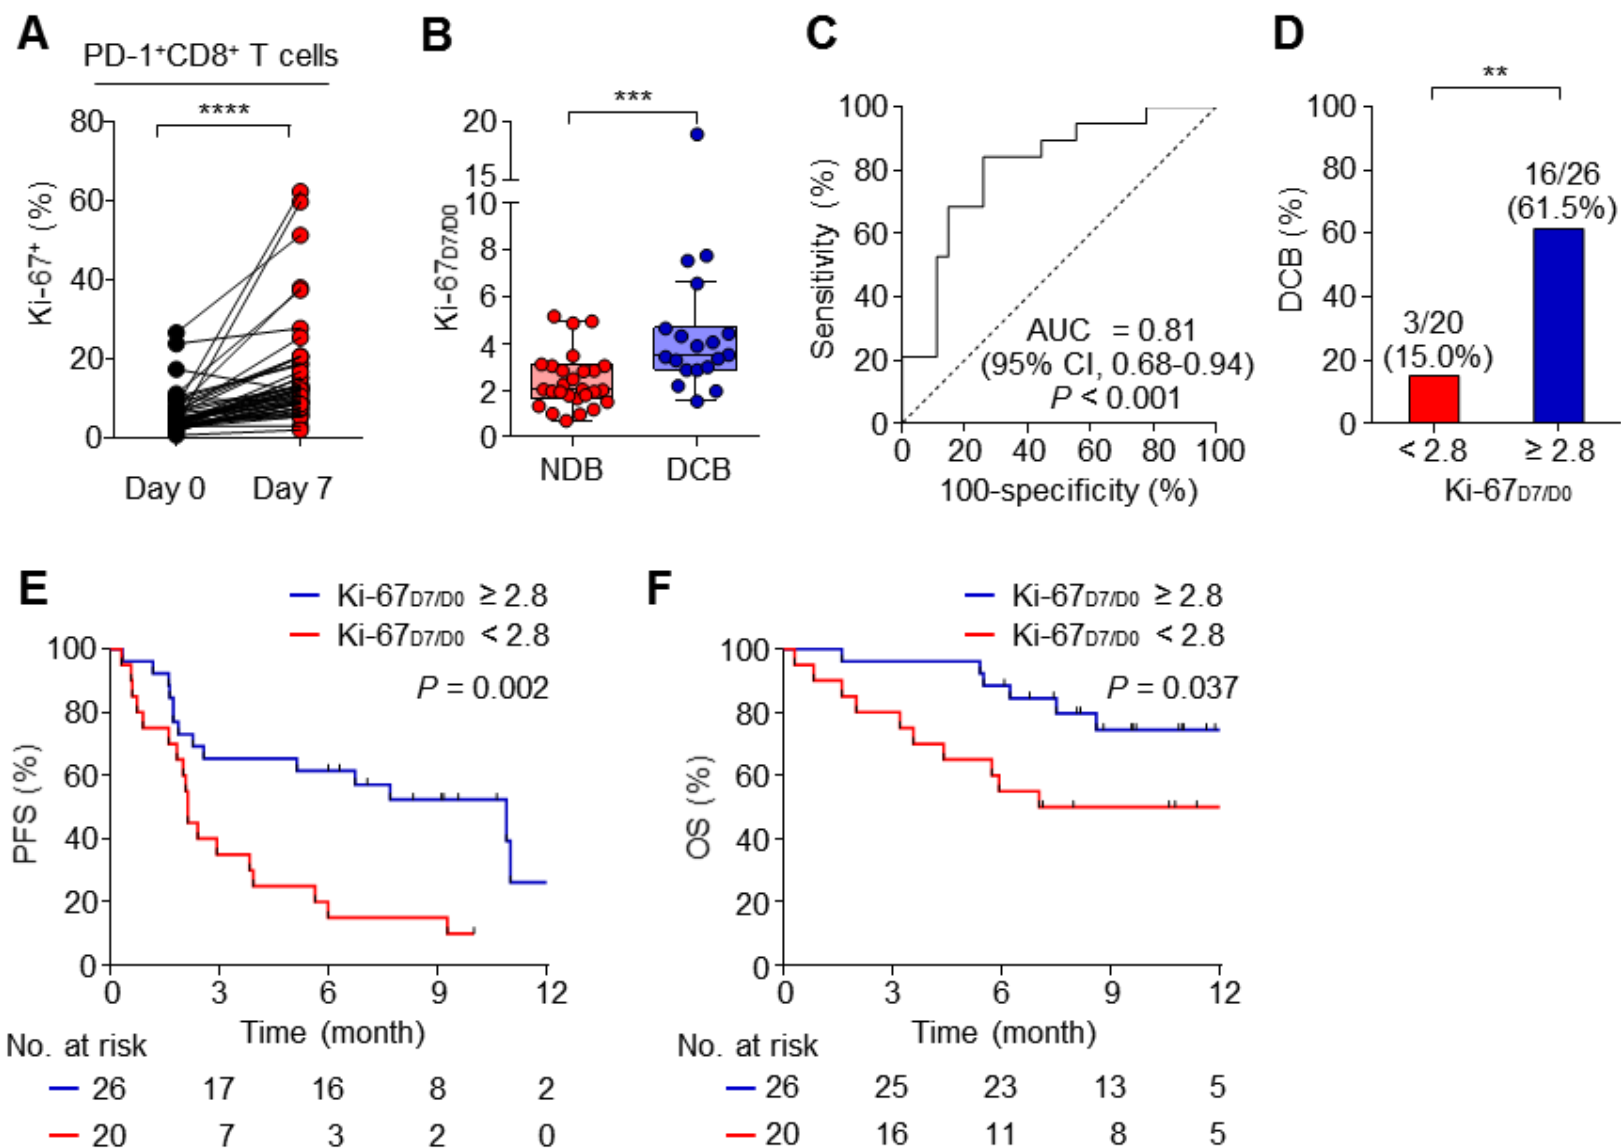 A
PD-1⁺CD8⁺ T cells
****
Ki-67⁺ (%)
80
60
40
20
0
Day 0
Day 7
B
***
Ki-67D7/D0
20
15
10
8
6
4
2
0
NDB
DCB
C
Sensitivity (%)
100
80
60
40
20
0
AUC = 0.81
(95% CI, 0.68-0.94)
P < 0.001
0 20 40 60 80 100
100-specificity (%)
D
**
DCB (%)
100
80
60
40
20
0
3/20
(15.0%)
16/26
(61.5%)
< 2.8
≥ 2.8
Ki-67D7/D0
E
Ki-67D7/D0 ≥ 2.8
Ki-67D7/D0 < 2.8
P = 0.002
PFS (%)
100
80
60
40
20
0
0 3 6 9 12
Time (month)
No. at risk
26 17 16 8 2
20 7 3 2 0
F
Ki-67D7/D0 ≥ 2.8
Ki-67D7/D0 < 2.8
P = 0.037
OS (%)
100
80
60
40
20
0
0 3 6 9 12
Time (month)
No. at risk
26 25 23 13 5
20 16 11 8 5